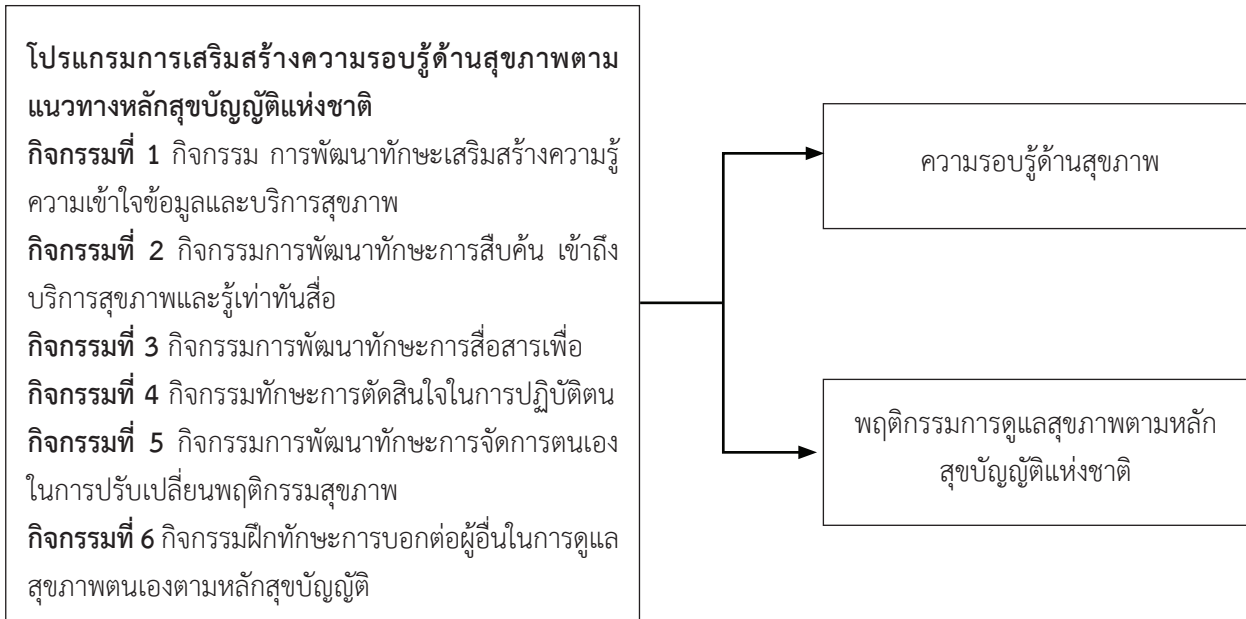 โปรแกรมการเสริมสร้างความรอบรู้ด้านสุขภาพตาม
แนวทางหลักสุขบัญญัติแห่งชาติ
กิจกรรมที่ 1 กิจกรรม การพัฒนาทักษะเสริมสร้างความรู้
ความเข้าใจข้อมูลและบริการสุขภาพ
กิจกรรมที่ 2 กิจกรรมการพัฒนาทักษะการสืบค้น เข้าถึง
บริการสุขภาพและรู้เท่าทันสื่อ
กิจกรรมที่ 3 กิจกรรมการพัฒนาทักษะการสื่อสารเพื่อ
กิจกรรมที่ 4 กิจกรรมทักษะการตัดสินใจในการปฏิบัติตน
กิจกรรมที่ 5 กิจกรรมการพัฒนาทักษะการจัดการตนเอง
ในการปรับเปลี่ยนพฤติกรรมสุขภาพ
กิจกรรมที่ 6 กิจกรรมฝึกทักษะการบอกต่อผู้อื่นในการดูแล
สุขภาพตนเองตามหลักสุขบัญญัติ
ความรอบรู้ด้านสุขภาพ
พฤติกรรมการดูแลสุขภาพตามหลัก
สุขบัญญัติแห่งชาติ